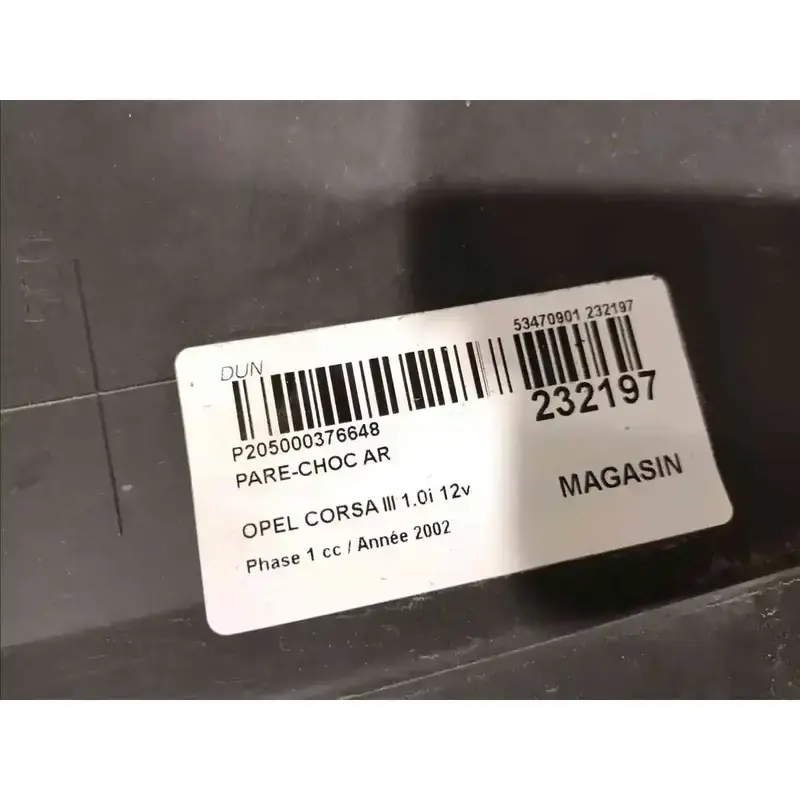 DUN
53470901 232197
P205000376648
232197
PARE-CHOC AR
MAGASIN
OPEL CORSA III 1.0i 12v
Phase 1 cc / Année 2002